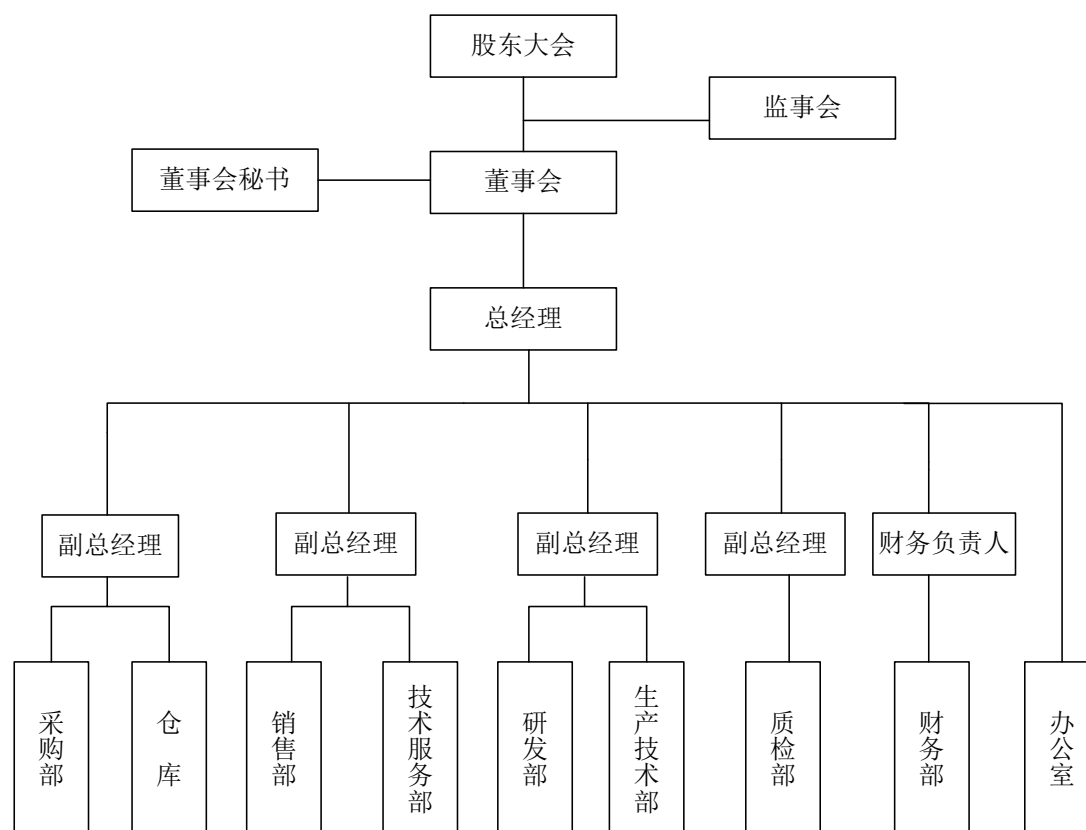 股东大会
监事会
董事会秘书
董事会
总经理
副总经理
副总经理
副总经理
副总经理
财务负责人
采购部
仓库
销售部
技术服务部
研发部
生产技术部
质检部
财务部
办公室